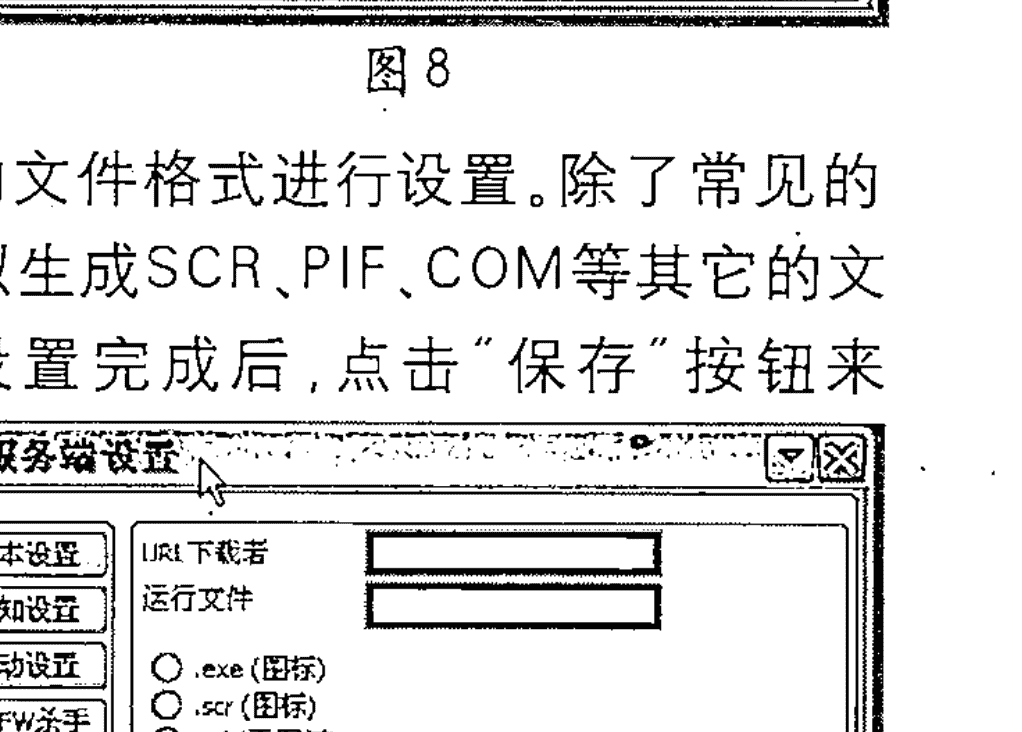 图 8
文件格式进行设置。除了常见的
以生成SCR、PIF、COM等其它的文
设置完成后,点击“保存”按钮来
服务端设置
本设置
URL下载者
知设置
运行文件
动设置
.exe (图标)
FW杀手
.scr (图标)